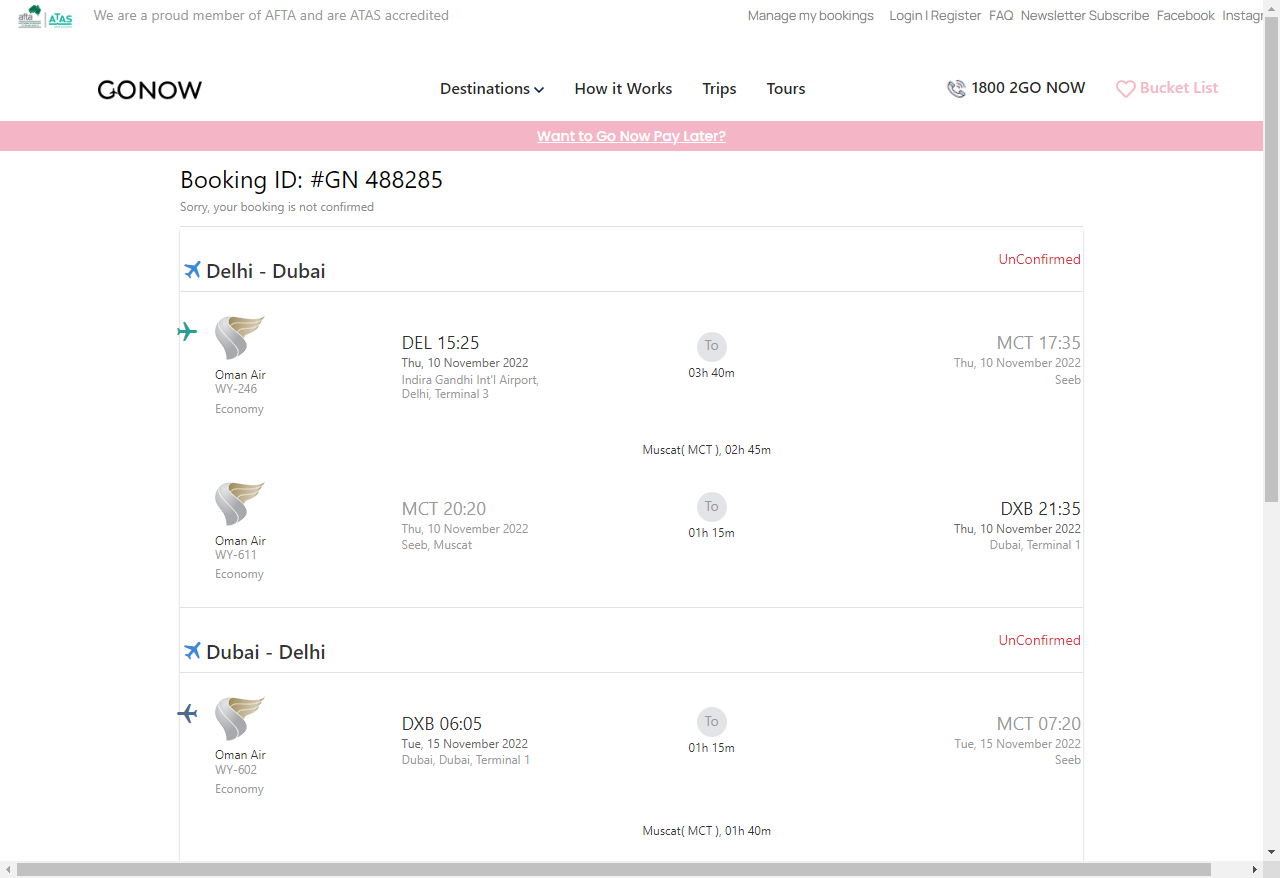 afta ATAS We are a proud member of AFTA and are ATAS accredited Manage my bookings Login | Register FAQ Newsletter Subscribe Facebook Instagr
GONOW Destinations How it Works Trips Tours 1800 2GO NOW Bucket List
Want to Go Now Pay Later?
Booking ID: #GN 488285
Sorry, your booking is not confirmed
UnConfirmed
Delhi - Dubai
DEL 15:25 To MCT 17:35
Thu, 10 November 2022 03h 40m Thu, 10 November 2022
Oman Air Indira Gandhi Int'l Airport, Seeb
WY-246 Delhi, Terminal 3
Economy
Muscat( MCT ), 02h 45m
MCT 20:20 To DXB 21:35
Thu, 10 November 2022 01h 15m Thu, 10 November 2022
Oman Air Seeb, Muscat Dubai, Terminal 1
WY-611
Economy
UnConfirmed
Dubai - Delhi
DXB 06:05 To MCT 07:20
Tue, 15 November 2022 01h 15m Tue, 15 November 2022
Oman Air Dubai, Dubai, Terminal 1 Seeb
WY-602
Economy
Muscat( MCT ), 01h 40m